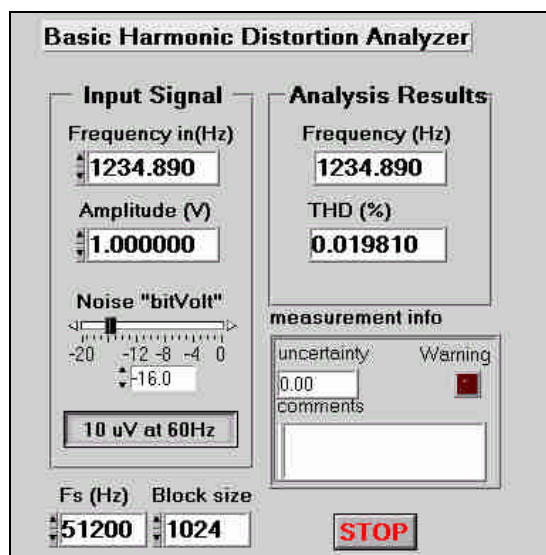 Basic Harmonic Distortion Analyzer
Input Signal
Frequency in(Hz)
1234.890
Amplitude (V)
1.000000
Noise "bitVolt"
-20 -12 -8 -4 0
-16.0
10 uV at 60Hz
Analysis Results
Frequency (Hz)
1234.890
THD (%)
0.019810
measurement info
uncertainty Warning
0.00
comments
Fs (Hz) Block size
51200 1024
STOP